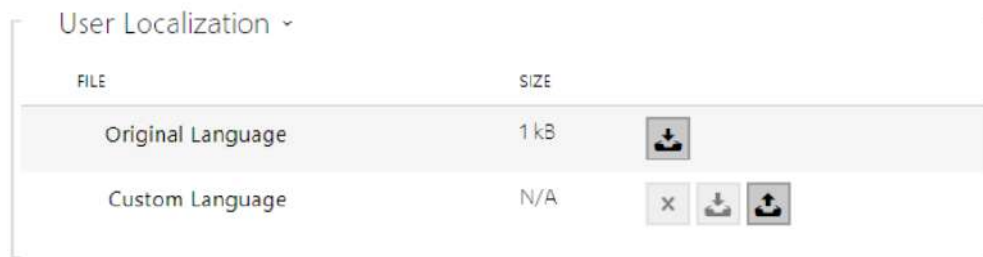 User Localization
FILE SIZE
Original Language 1 kB
Custom Language N/A